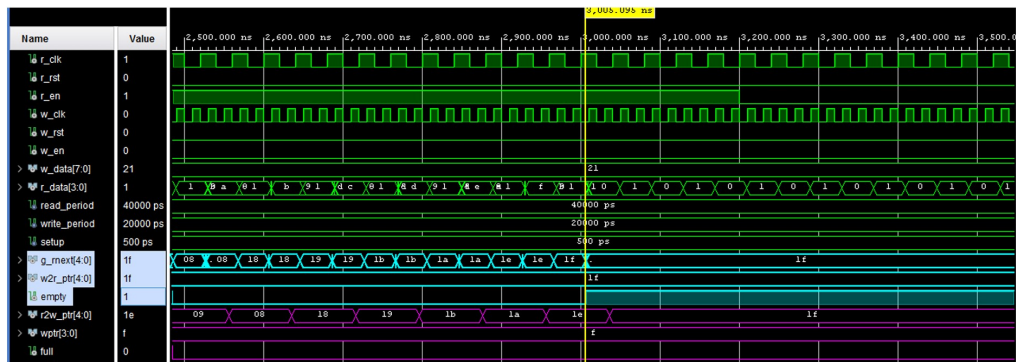 3,005.095 ns
Name Value
2,500.000 ns 2,600.000 ns 2,700.000 ns 2,800.000 ns 2,900.000 ns 3,000.000 ns 3,100.000 ns 3,200.000 ns 3,300.000 ns 3,400.000 ns 3,500.0
r_clk 1
r_rst 0
r_en 1
w_clk 0
w_rst 0
w_en 0
w_data[7:0] 21 21
r_data[3:0] 1 1 a 01 b 91 dc 01 d 91 e 1 f 1 10 1 0 1 0 1 0 1 0 1 0 1 0 1
read_period 40000 ps 40000 ps
write_period 20000 ps 20000 ps
setup 500 ps 500 ps
g_rnext[4:0] 1f 08 08 18 18 19 19 1b 1b 1a 1a 1e 1e 1f 1f
w2r_ptr[4:0] 1f 1f
empty 1
r2w_ptr[4:0] 1e 09 08 18 19 1b 1a 1e 1f
wptr[3:0] f f
full 0